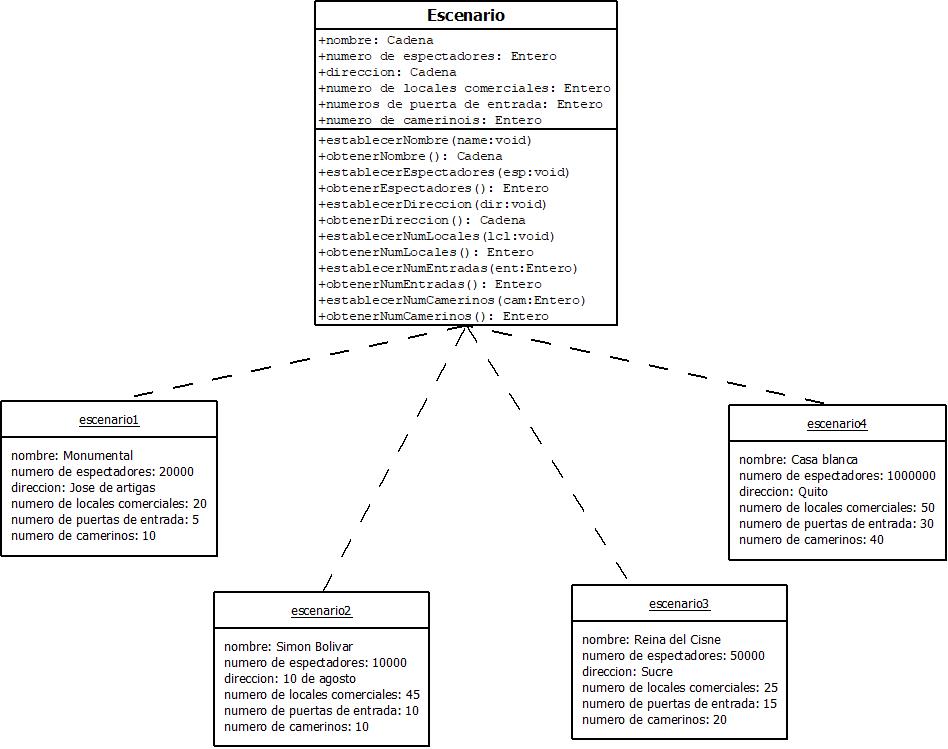 Escenario
+nombre: Cadena
+numero de espectadores: Entero
+direccion: Cadena
+numero de locales comerciales: Entero
+numeros de puerta de entrada: Entero
+numero de camerinois: Entero
+establecerNombre(name:void)
+obtenerNombre(): Cadena
+establecerEspectadores(esp:void)
+obtenerEspectadores(): Entero
+establecerDireccion(dir:void)
+obtenerDireccion(): Cadena
+establecerNumLocales(lcl:void)
+obtenerNumLocales(): Entero
+establecerNumEntradas(ent:Entero)
+obtenerNumEntradas(): Entero
+establecerNumCamerinos(cam:Entero)
+obtenerNumCamerinos(): Entero
escenario1
nombre: Monumental
numero de espectadores: 20000
direccion: Jose de artigas
numero de locales comerciales: 20
numero de puertas de entrada: 5
numero de camerinos: 10
escenario2
nombre: Simon Bolivar
numero de espectadores: 10000
direccion: 10 de agosto
numero de locales comerciales: 45
numero de puertas de entrada: 10
numero de camerinos: 10
escenario3
nombre: Reina del Cisne
numero de espectadores: 50000
direccion: Sucre
numero de locales comerciales: 25
numero de puertas de entrada: 15
numero de camerinos: 20
escenario4
nombre: Casa blanca
numero de espectadores: 1000000
direccion: Quito
numero de locales comerciales: 50
numero de puertas de entrada: 30
numero de camerinos: 40